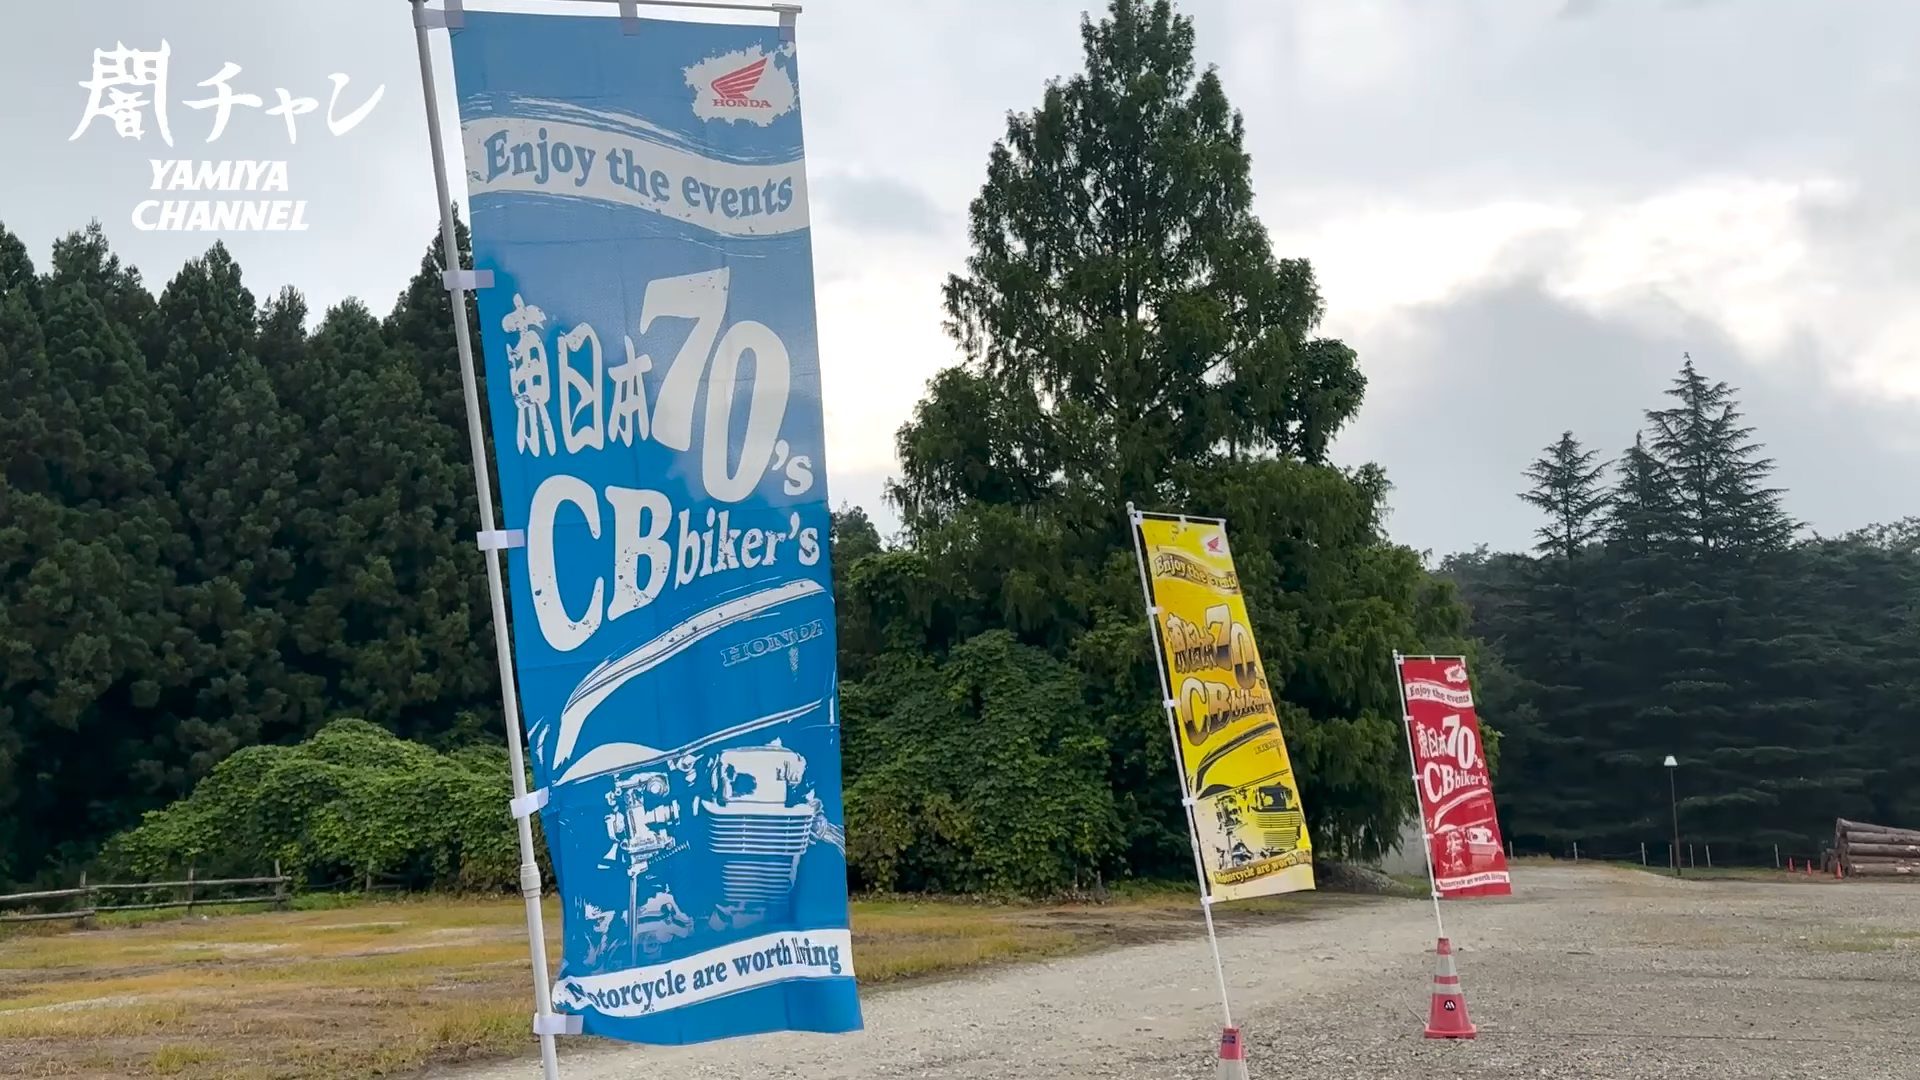 闇チャン
YAMIYA
CHANNEL
HONDA
Enjoy the events
東日本70's
CBbiker's
HONDA
Motorcycle are worth living
Enjoy the events
東日本70's
CBbiker's
HONDA
Motorcycle are worth
Enjoy the events
東日本70's
CBbiker's
Motorcycle are worth living